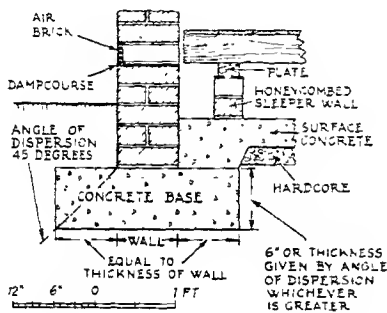 AIR
BRICK
DAMPCOURSE
PLATE
HONEYCOMBED
SLEEPER WALL
ANGLE OF
DISPERSION
45 DEGREES
SURFACE
CONCRETE
CONCRETE BASE
HARDCORE
WALL
EQUAL TO
THICKNESS OF WALL
6" OR THICKNESS
GIVEN BY ANGLE
OF DISPERSION
WHICHEVER
IS GREATER
12" 6" 0 1 FT